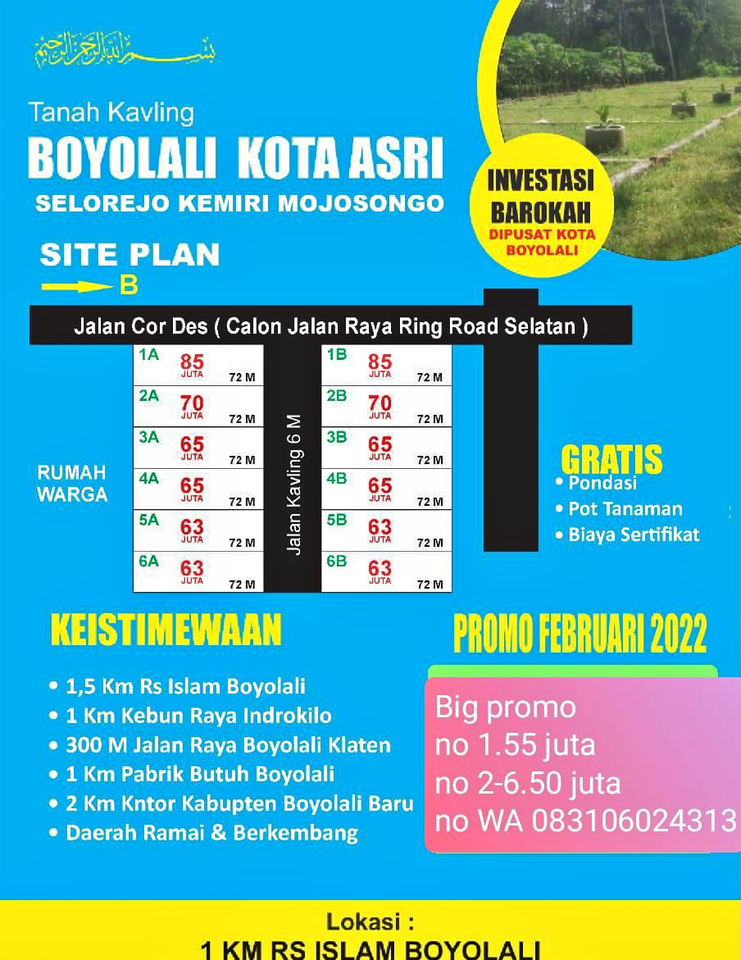 بسم الله الرحمن الرحيم
Tanah Kavling
BOYOLALI KOTA ASRI
SELOREJO KEMIRI MOJOSONGO
INVESTASI
BAROKAH
DIPUSAT KOTA
BOYOLALI
SITE PLAN
B
Jalan Cor Des ( Calon Jalan Raya Ring Road Selatan )
1A 85 JUTA 72 M
2A 70 JUTA 72 M
3A 65 JUTA 72 M
4A 65 JUTA 72 M
5A 63 JUTA 72 M
6A 63 JUTA 72 M
Jalan Kavling 6 M
1B 85 JUTA 72 M
2B 70 JUTA 72 M
3B 65 JUTA 72 M
4B 65 JUTA 72 M
5B 63 JUTA 72 M
6B 63 JUTA 72 M
RUMAH
WARGA
GRATIS
• Pondasi
• Pot Tanaman
• Biaya Sertifikat
KEISTIMEWAAN
• 1,5 Km Rs Islam Boyolali
• 1 Km Kebun Raya Indrokilo
• 300 M Jalan Raya Boyolali Klaten
• 1 Km Pabrik Butuh Boyolali
• 2 Km Kntor Kabupten Boyolali Baru
• Daerah Ramai & Berkembang
PROMO FEBRUARI 2022
Big promo
no 1.55 juta
no 2-6.50 juta
no WA 083106024313
Lokasi :
1 KM RS ISLAM BOYOLALI